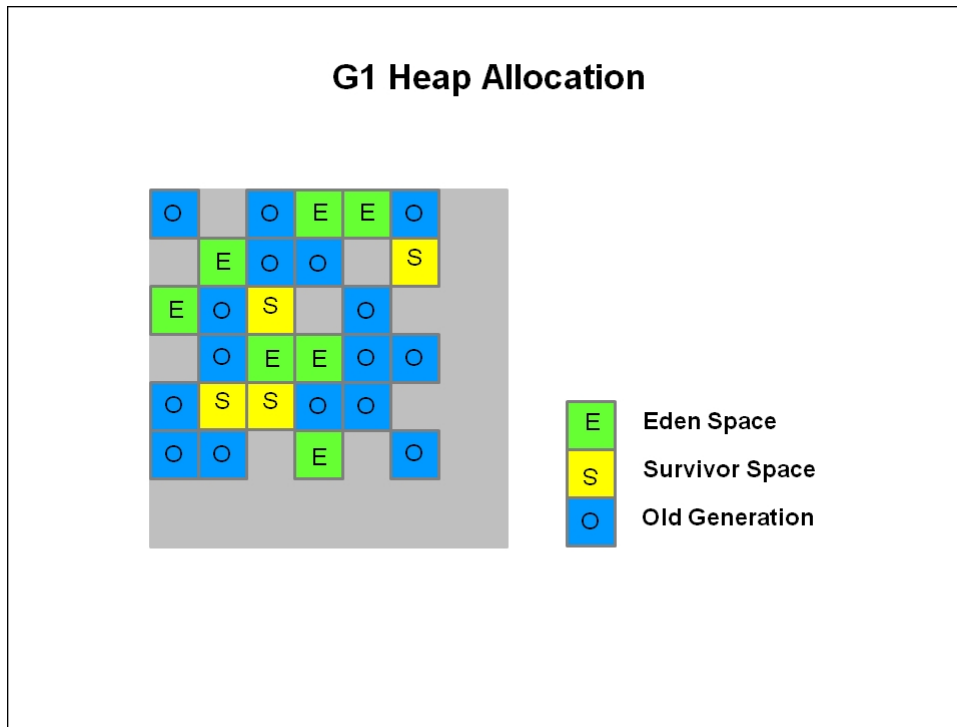 G1 Heap Allocation
O O E E O
E O O S
E O S O
O E E O O
O S S O O
O O E O
E Eden Space
S Survivor Space
O Old Generation